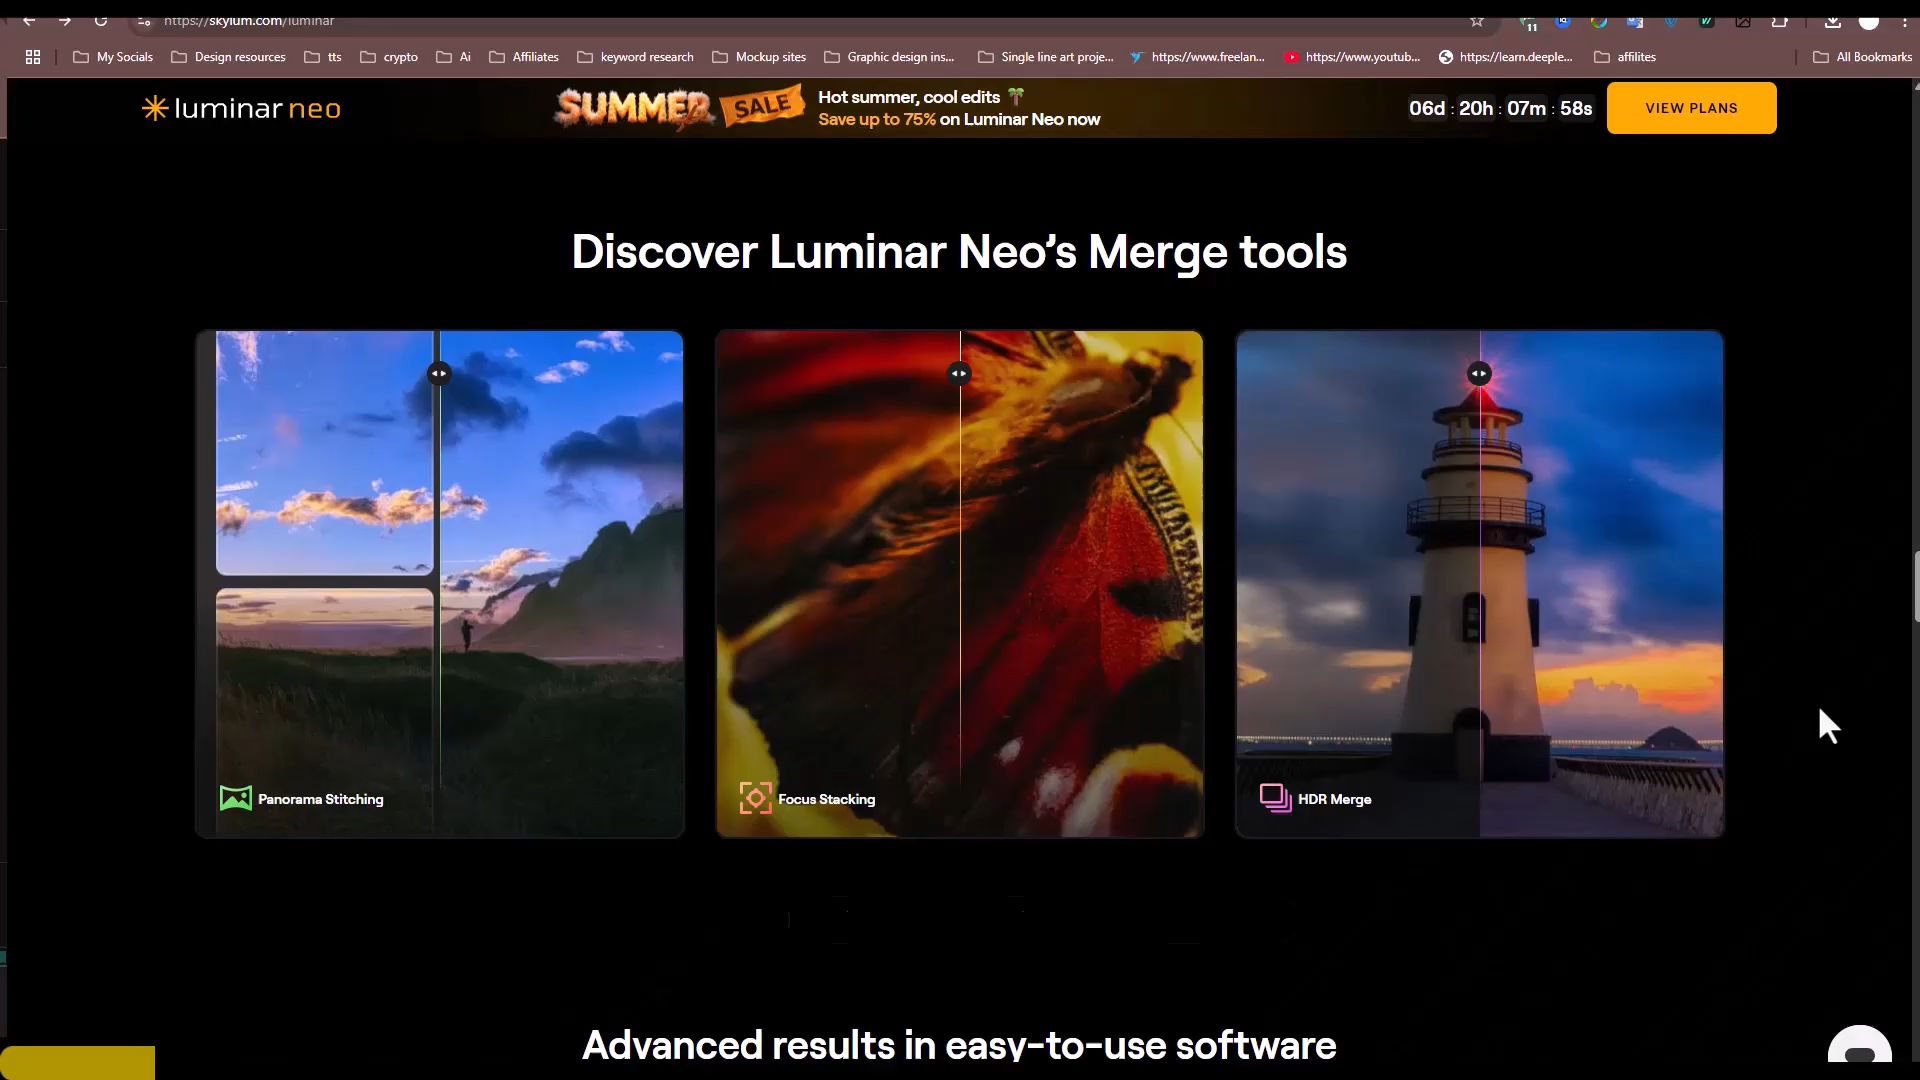 https://skylum.com/luminar
11
My Socials
Design resources
tts
crypto
Ai
Affiliates
keyword research
Mockup sites
Graphic design ins...
Single line art proje...
https://www.freelan...
https://www.youtub...
https://learn.deeple...
affilites
All Bookmarks
luminar neo
SUMMER SALE
Hot summer, cool edits
Save up to 75% on Luminar Neo now
06d : 20h : 07m : 58s
VIEW PLANS
Discover Luminar Neo's Merge tools
Panorama Stitching
Focus Stacking
HDR Merge
Advanced results in easy-to-use software